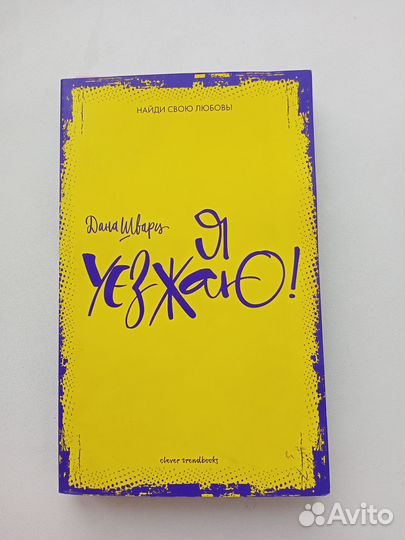 НАЙДИ СВОЮ ЛЮБОВЬ!
Дана Шварц
Я
уезжаю!
clever trendbooks
Avito